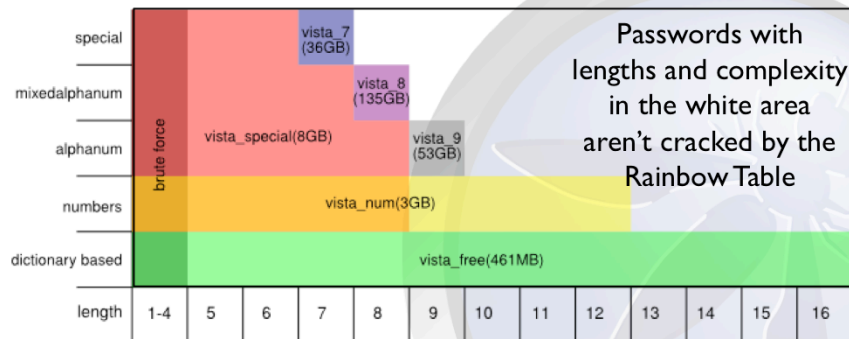 special
vista_7
(36GB)
Passwords with
lengths and complexity
in the white area
aren't cracked by the
Rainbow Table
mixedalphanum
vista_8
(135GB)
alphanum
brute force
vista_special(8GB)
vista_9
(53GB)
numbers
vista_num(3GB)
dictionary based
vista_free(461MB)
length 1-4 5 6 7 8 9 10 11 12 13 14 15 16